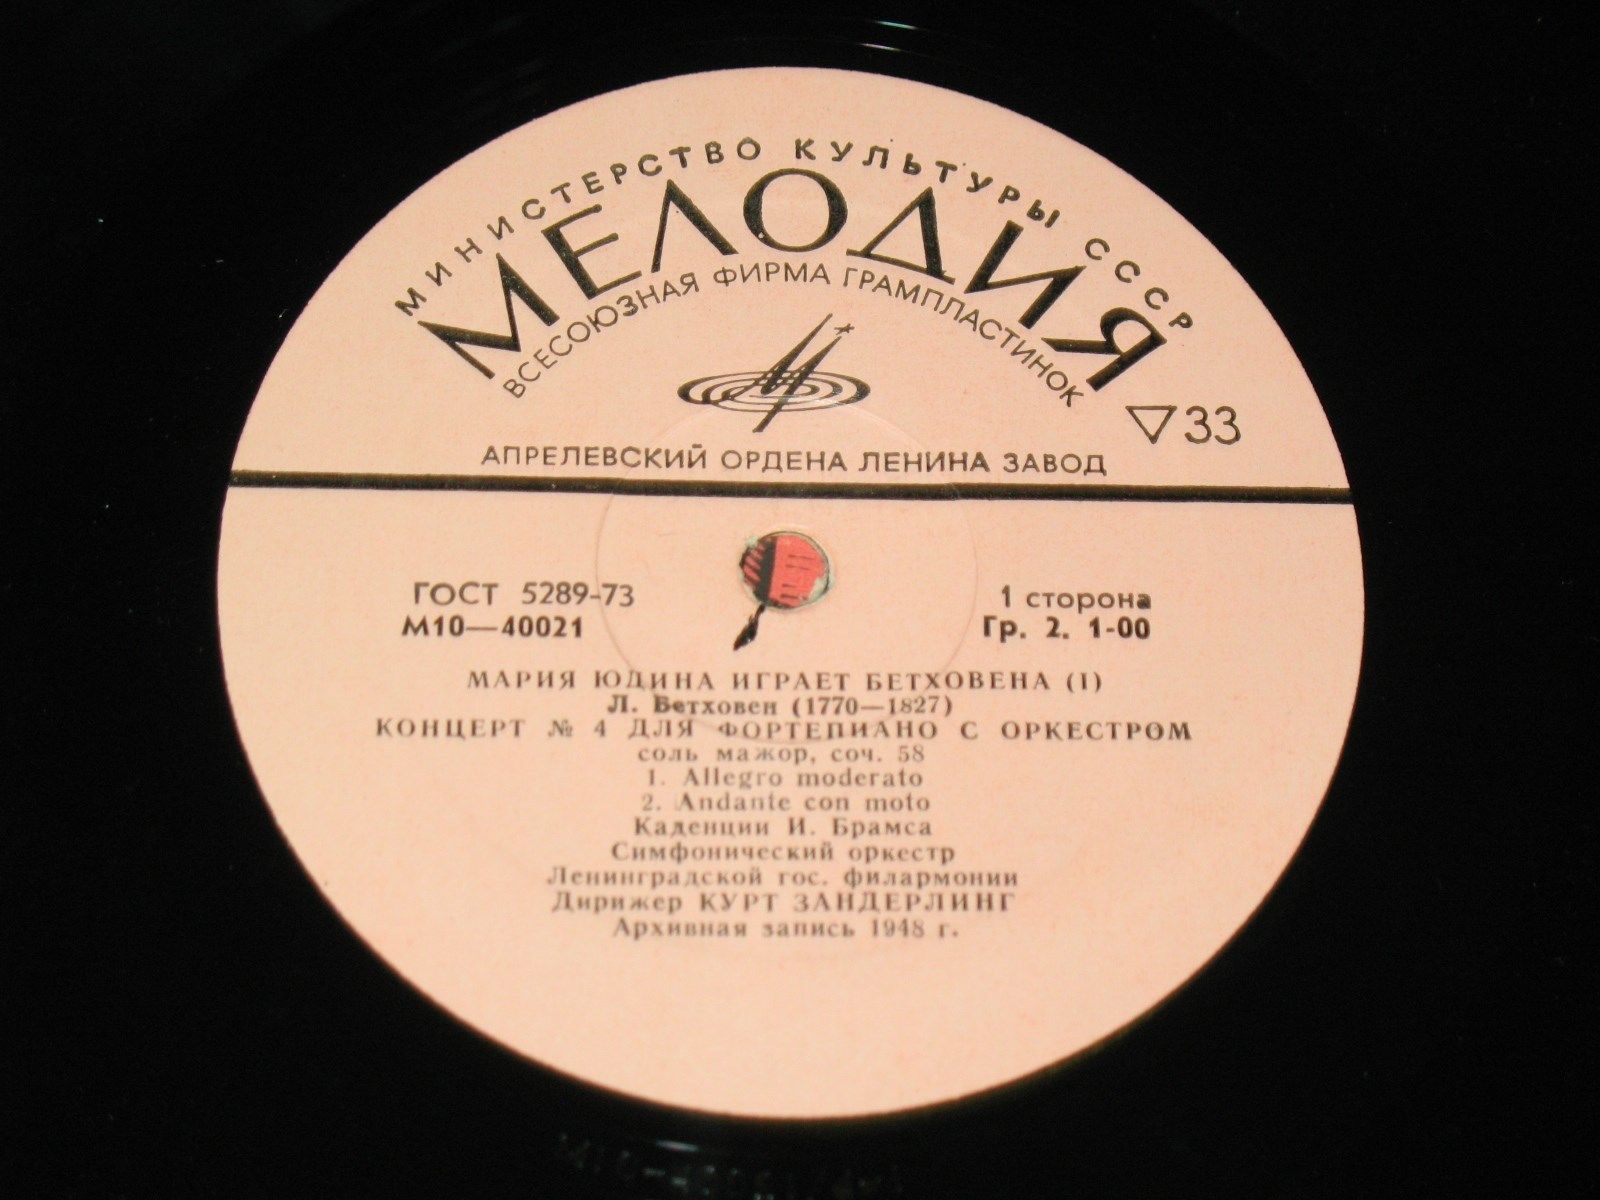 МИНИСТЕРСТВО КУЛЬТУРЫ СССР
МЕЛОДИЯ
ВСЕСОЮЗНАЯ ФИРМА ГРАМПЛАСТИНОК
▽33
АПРЕЛЕВСКИЙ ОРДЕНА ЛЕНИНА ЗАВОД
ГОСТ 5289-73
1 сторона
М10—40021
Гр. 2. 1-00
МАРИЯ ЮДИНА ИГРАЕТ БЕТХОВЕНА (1)
Л. Бетховен (1770—1827)
КОНЦЕРТ № 4 ДЛЯ ФОРТЕПИАНО С ОРКЕСТРОМ
соль мажор, соч. 58
1. Allegro moderato
2. Andante con moto
Каденции И. Брамса
Симфонический оркестр
Ленинградской гос. филармонии
Дирижер КУРТ ЗАНДЕРЛИНГ
Архивная запись 1948 г.